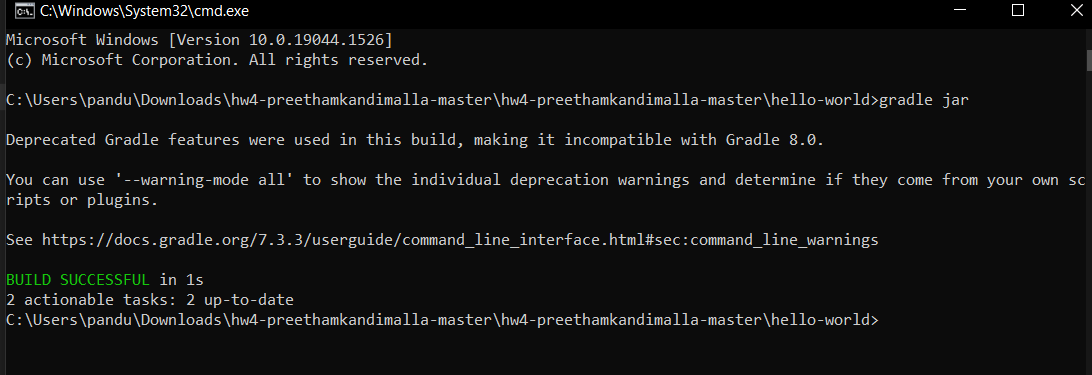 C:\Windows\System32\cmd.exe
Microsoft Windows [Version 10.0.19044.1526]
(c) Microsoft Corporation. All rights reserved.
C:\Users\pandu\Downloads\hw4-preethamkandimalla-master\hw4-preethamkandimalla-master\hello-world>gradle jar
Deprecated Gradle features were used in this build, making it incompatible with Gradle 8.0.
You can use '--warning-mode all' to show the individual deprecation warnings and determine if they come from your own sc
ripts or plugins.
See https://docs.gradle.org/7.3.3/userguide/command_line_interface.html#sec:command_line_warnings
BUILD SUCCESSFUL in 1s
2 actionable tasks: 2 up-to-date
C:\Users\pandu\Downloads\hw4-preethamkandimalla-master\hw4-preethamkandimalla-master\hello-world>